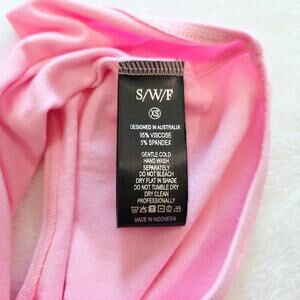 S/W/F
XS
DESIGNED IN AUSTRALIA
95% VISCOSE
5% SPANDEX
GENTLE COLD
HAND WASH
SEPARATELY
DO NOT BLEACH
DRY FLAT IN SHADE
DO NOT TUMBLE DRY
DRY CLEAN
PROFESSIONALLY
MADE IN INDONESIA